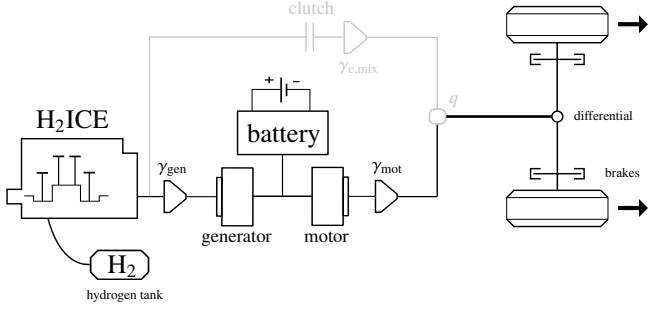 clutch
γe,mix
q
+ −
H₂ICE
battery
differential
γgen
γmot
brakes
generator
motor
H₂
hydrogen tank